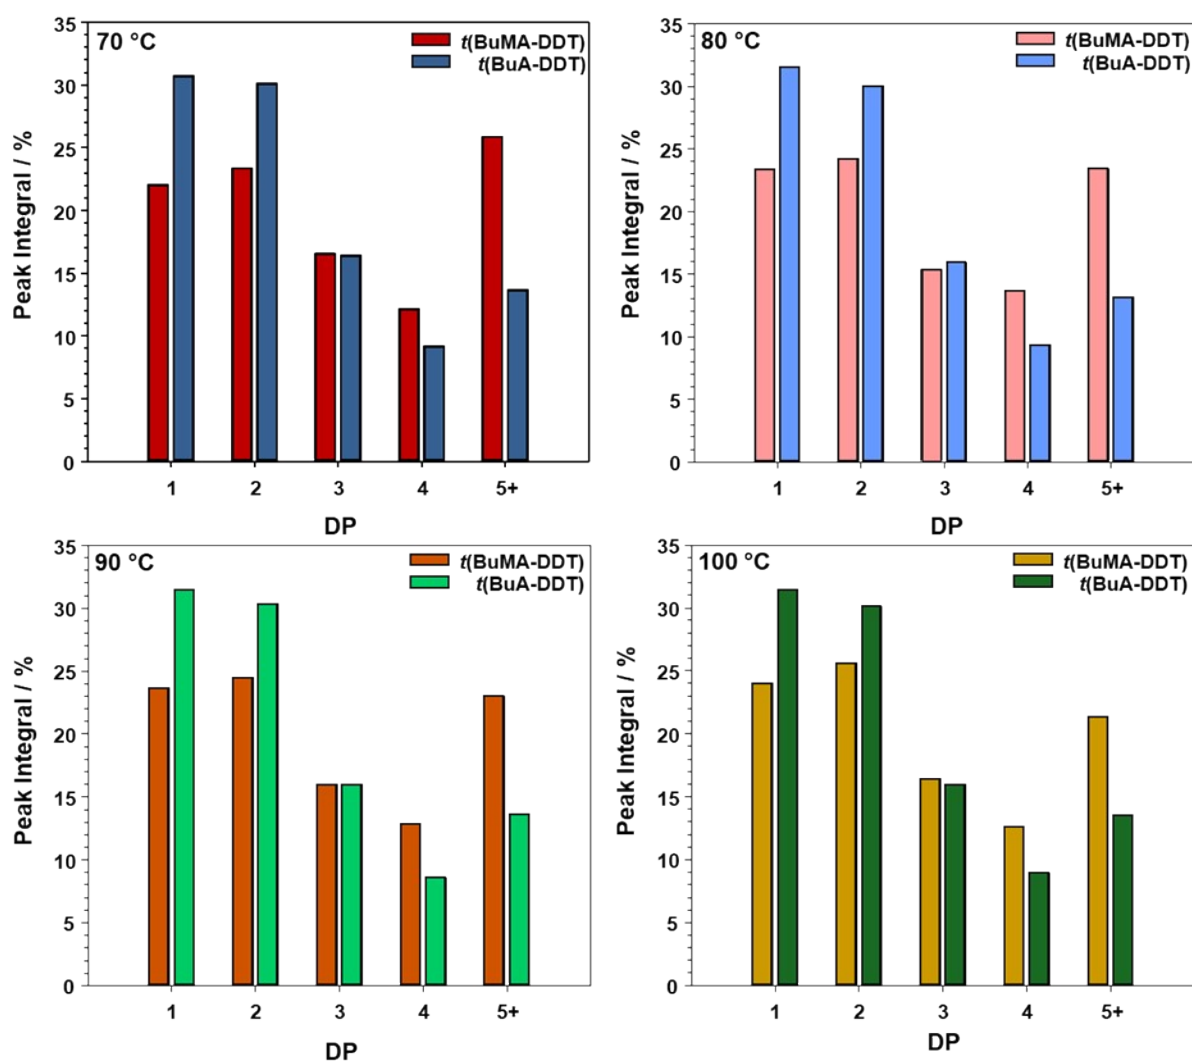 70 °C
t(BuMA-DDT)
t(BuA-DDT)
Peak Integral / %
35
30
25
20
15
10
5
0
1 2 3 4 5+
DP
80 °C
t(BuMA-DDT)
t(BuA-DDT)
Peak Integral / %
35
30
25
20
15
10
5
0
1 2 3 4 5+
DP
90 °C
t(BuMA-DDT)
t(BuA-DDT)
Peak Integral / %
35
30
25
20
15
10
5
0
1 2 3 4 5+
DP
100 °C
t(BuMA-DDT)
t(BuA-DDT)
Peak Integral / %
35
30
25
20
15
10
5
0
1 2 3 4 5+
DP